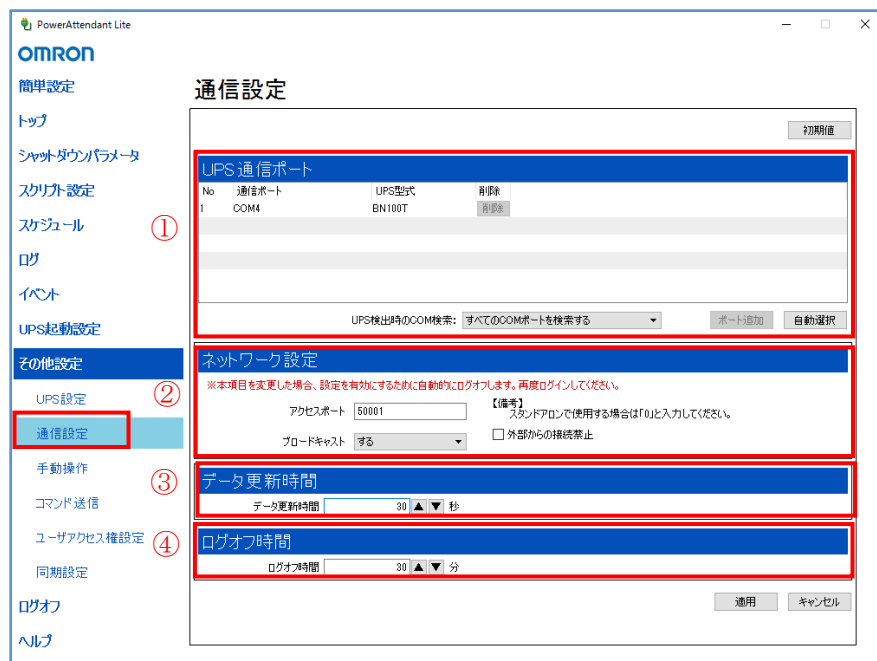 PowerAttendant Lite
OMRON
簡単設定
トップ
シャットダウンパラメータ
スクリプト設定
スケジュール
ログ
イベント
UPS起動設定
その他設定
UPS設定
通信設定
手動操作
コマンド送信
ユーザアクセス権設定
同期設定
ログオフ
ヘルプ
通信設定
初期値
①
UPS通信ポート
No 通信ポート UPS型式 削除
1 COM4 BN100T 削除
UPS検出時のCOM検索: すべてのCOMポートを検索する ポート追加 自動選択
②
ネットワーク設定
※本項目を変更した場合、設定を有効にするために自動的にログオフします。再度ログインしてください。
アクセスポート 50001
【備考】
スタンドアロンで使用する場合は「0」と入力してください。
ブロードキャスト する
外部からの接続禁止
③
データ更新時間
データ更新時間 30 秒
④
ログオフ時間
ログオフ時間 30 分
適用 キャンセル